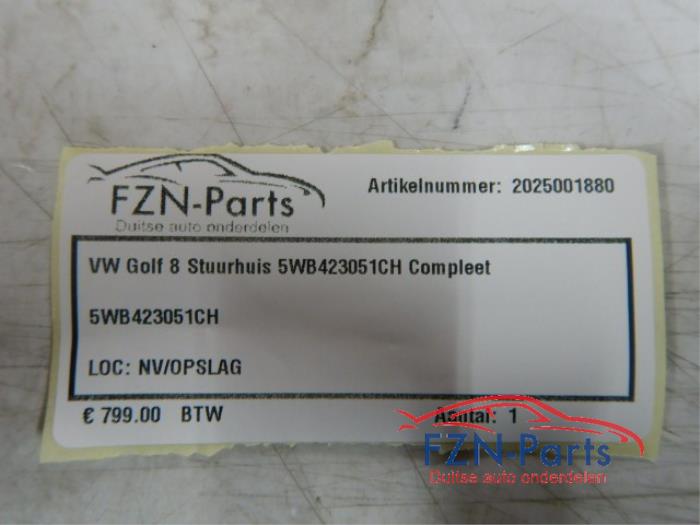 FZN-Parts
Duitse auto onderdelen
Artikelnummer: 2025001880
VW Golf 8 Stuurhuis 5WB423051CH Compleet
5WB423051CH
LOC: NV/OPSLAG
€ 799.00 BTW
Aantal: 1
FZN-Parts
Duitse auto onderdelen